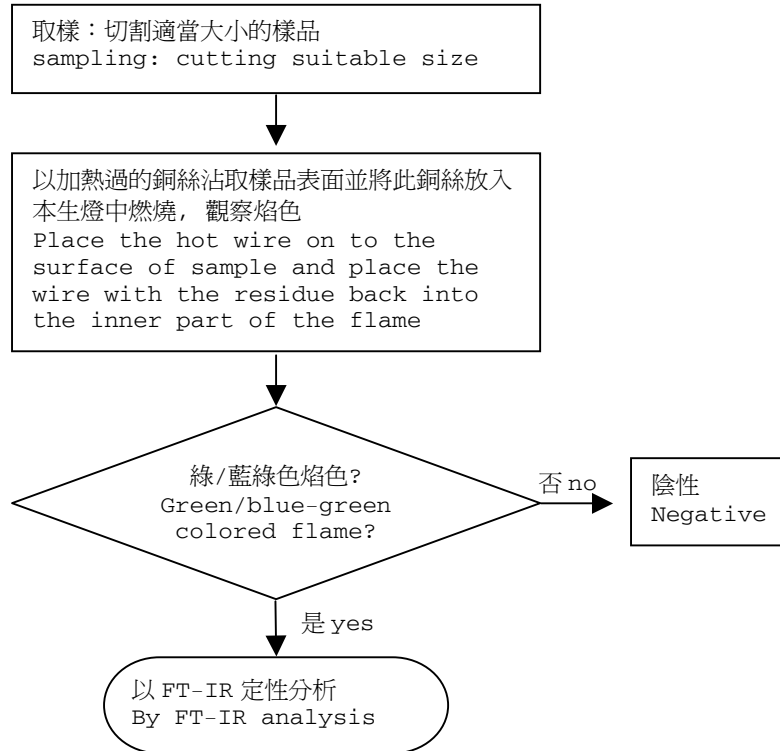 取樣：切割適當大小的樣品
sampling: cutting suitable size
以加熱過的銅絲沾取樣品表面並將此銅絲放入
本生燈中燃燒, 觀察焰色
Place the hot wire on to the
surface of sample and place the
wire with the residue back into
the inner part of the flame
綠/藍綠色焰色?
Green/blue-green
colored flame?
否 no
陰性
Negative
是 yes
以 FT-IR 定性分析
By FT-IR analysis